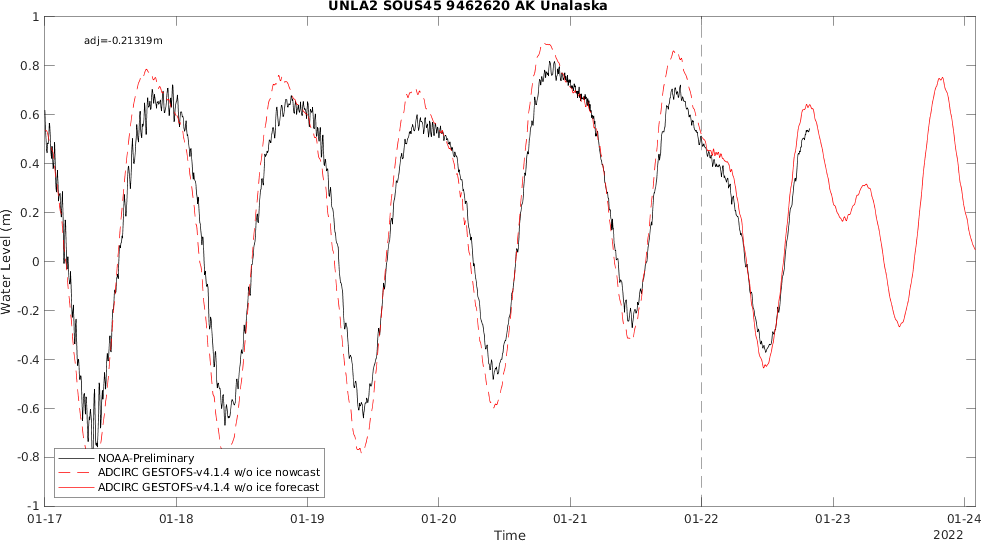 UNLA2 SOUS45 9462620 AK Unalaska
adj=-0.21319m
1
0.8
0.6
0.4
0.2
0
-0.2
-0.4
-0.6
-0.8
-1
Water Level (m)
NOAA-Preliminary
ADCIRC GESTOFS-v4.1.4 w/o ice nowcast
ADCIRC GESTOFS-v4.1.4 w/o ice forecast
01-17 01-18 01-19 01-20 01-21 01-22 01-23 01-24
Time
2022